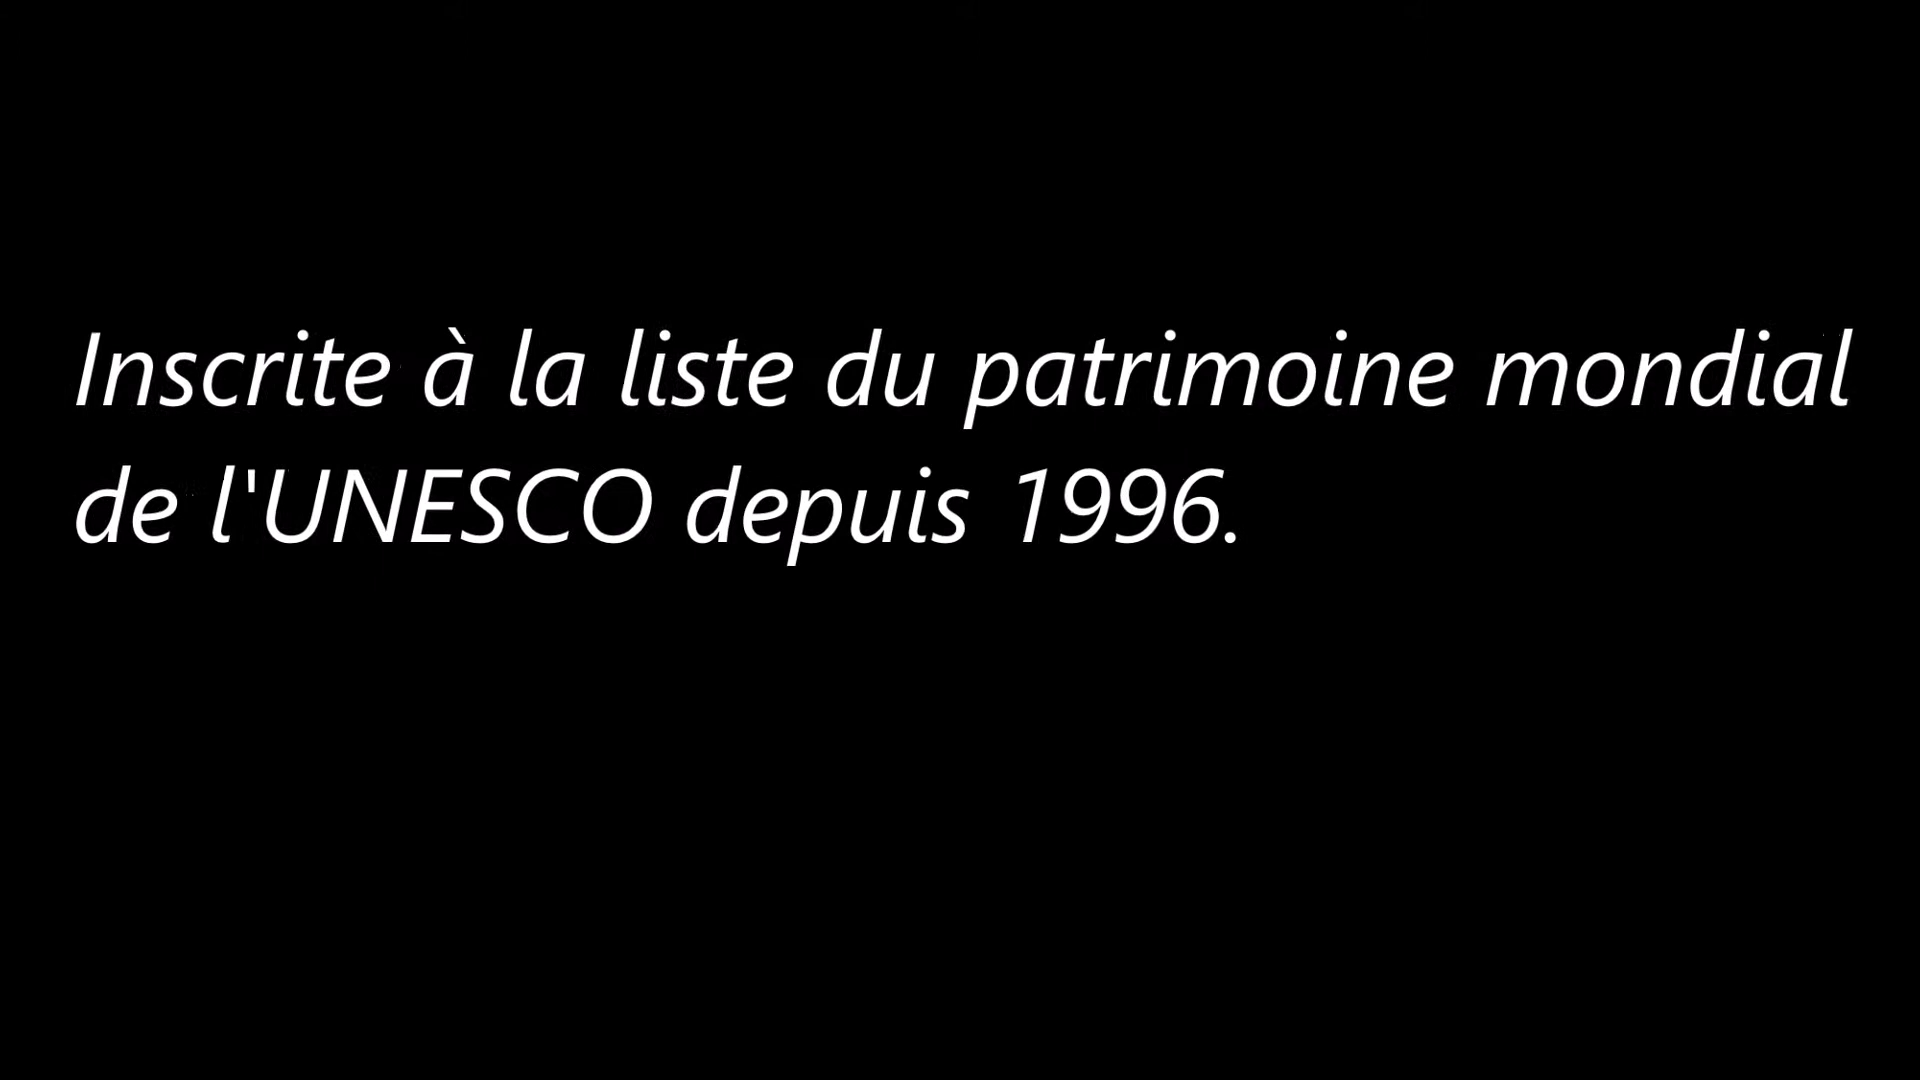 Inscrite à la liste du patrimoine mondial
de l'UNESCO depuis 1996.